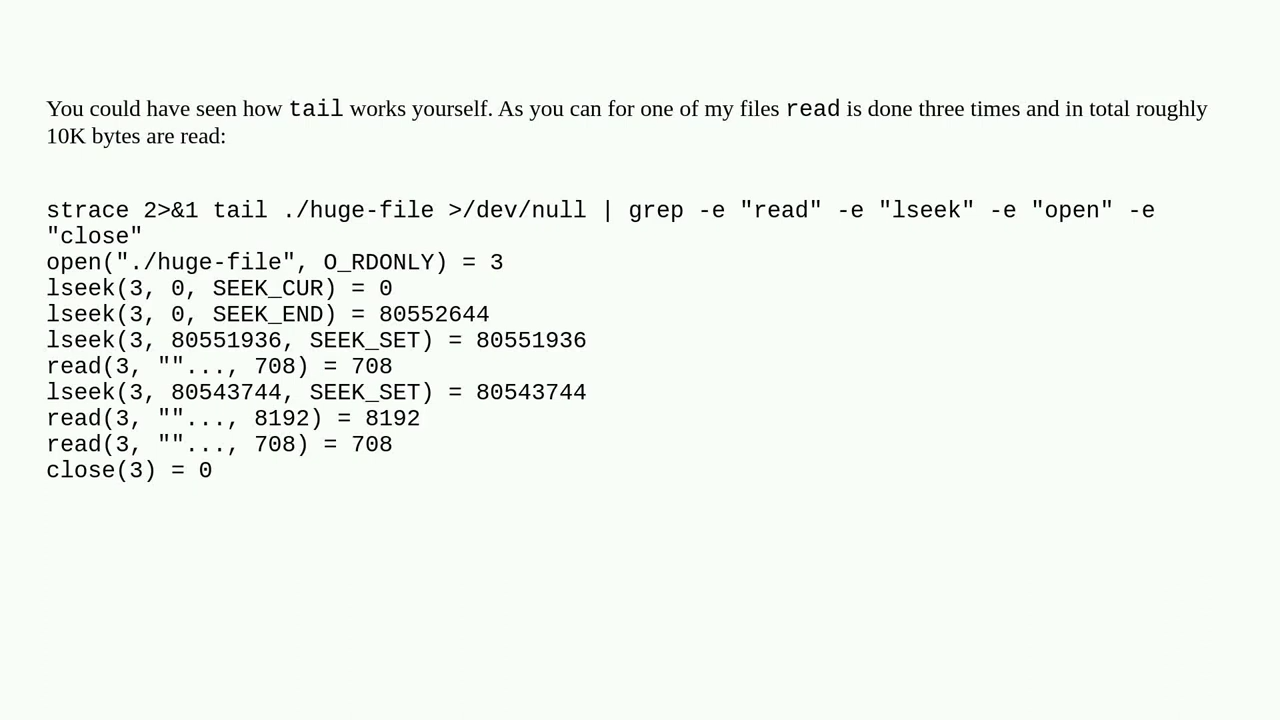 You could have seen how tail works yourself. As you can for one of my files read is done three times and in total roughly
10K bytes are read:
strace 2>&1 tail ./huge-file >/dev/null | grep -e "read" -e "lseek" -e "open" -e
"close"
open("./huge-file", O_RDONLY) = 3
lseek(3, 0, SEEK_CUR) = 0
lseek(3, 0, SEEK_END) = 80552644
lseek(3, 80551936, SEEK_SET) = 80551936
read(3, ""..., 708) = 708
lseek(3, 80543744, SEEK_SET) = 80543744
read(3, ""..., 8192) = 8192
read(3, ""..., 708) = 708
close(3) = 0